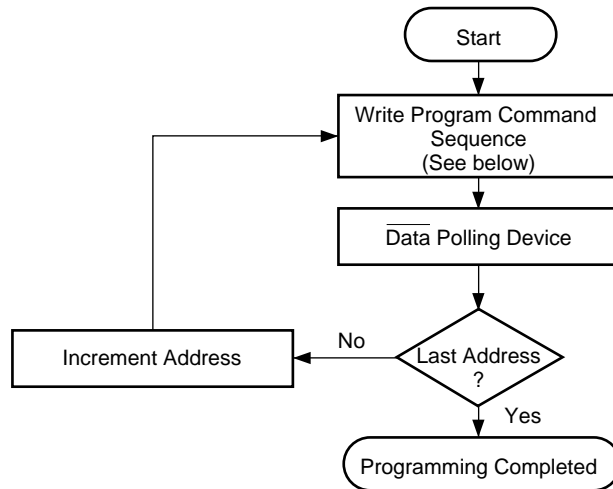 Start
Write Program Command
Sequence
(See below)
Data Polling Device
Increment Address
No
Last Address
?
Yes
Programming Completed